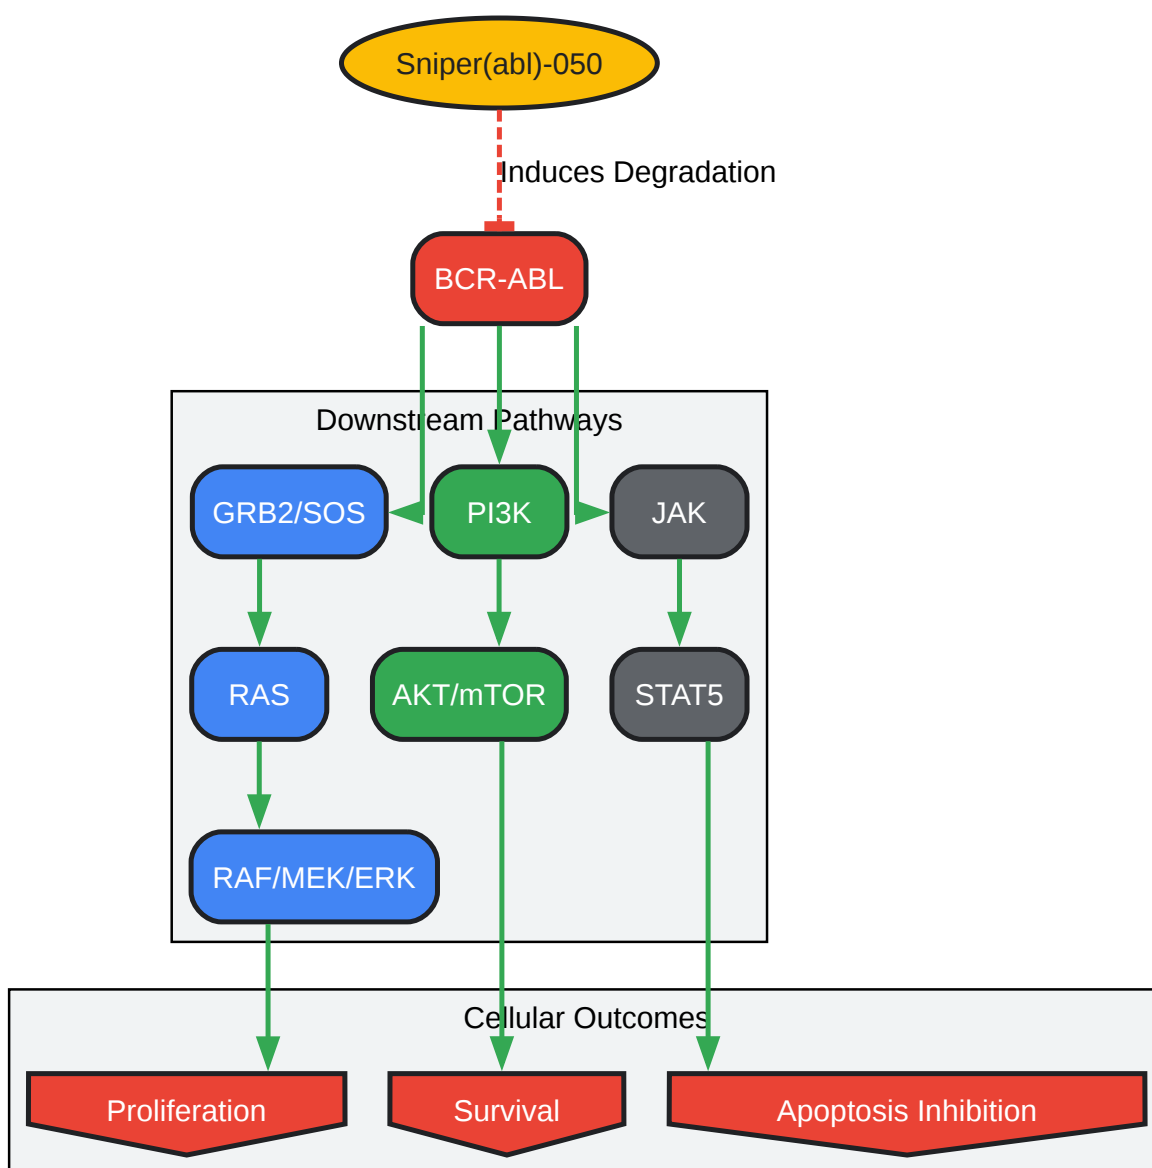 Sniper(abl)-050
Induces Degradation
BCR-ABL
Downstream Pathways
GRB2/SOS
PI3K
JAK
RAS
AKT/mTOR
STAT5
RAF/MEK/ERK
Cellular Outcomes
Proliferation
Survival
Apoptosis Inhibition